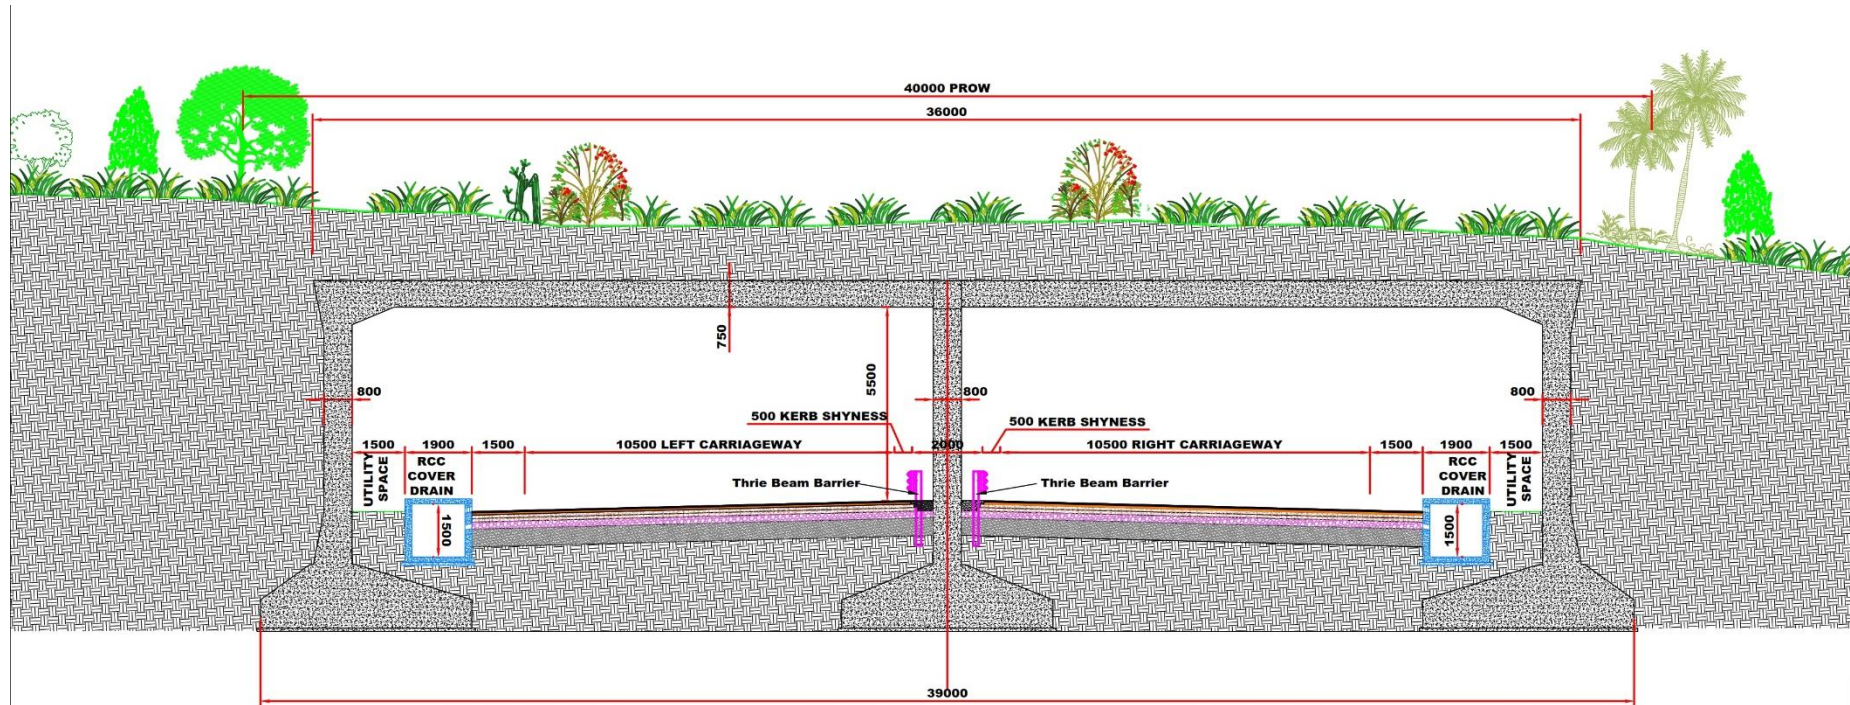 40000 PROW
36000
750
5500
800
800
800
500 KERB SHYNESS
500 KERB SHYNESS
1500
1900
1500
10500 LEFT CARRIAGEWAY
2000
10500 RIGHT CARRIAGEWAY
1500
1900
1500
UTILITY
SPACE
RCC
COVER
DRAIN
Thrie Beam Barrier
Thrie Beam Barrier
RCC
COVER
DRAIN
UTILITY
SPACE
1500
1500
39000